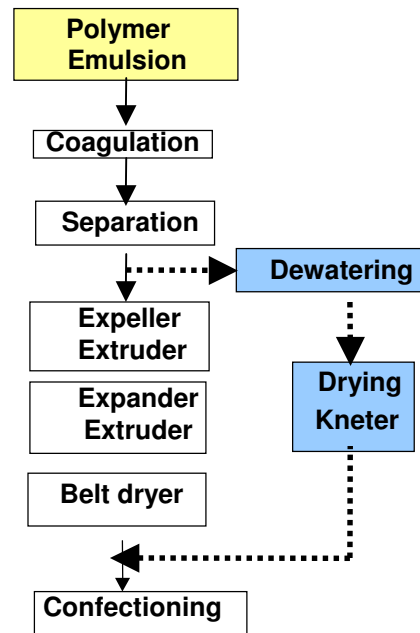 Polymer
Emulsion
Coagulation
Separation
Dewatering
Expeller
Extruder
Drying
Kneter
Expander
Extruder
Belt dryer
Confectioning